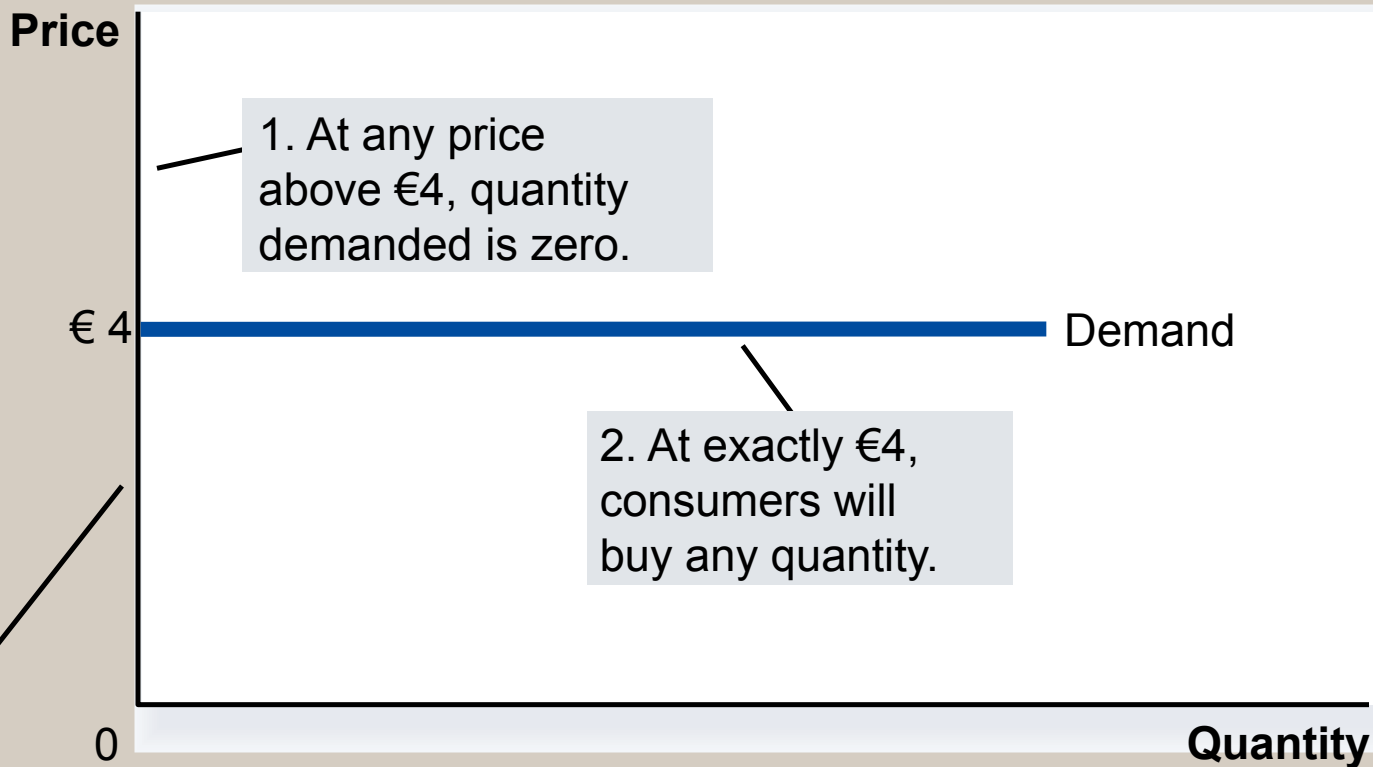 Price
1. At any price
above €4, quantity
demanded is zero.
€ 4
Demand
2. At exactly €4,
consumers will
buy any quantity.
0
Quantity